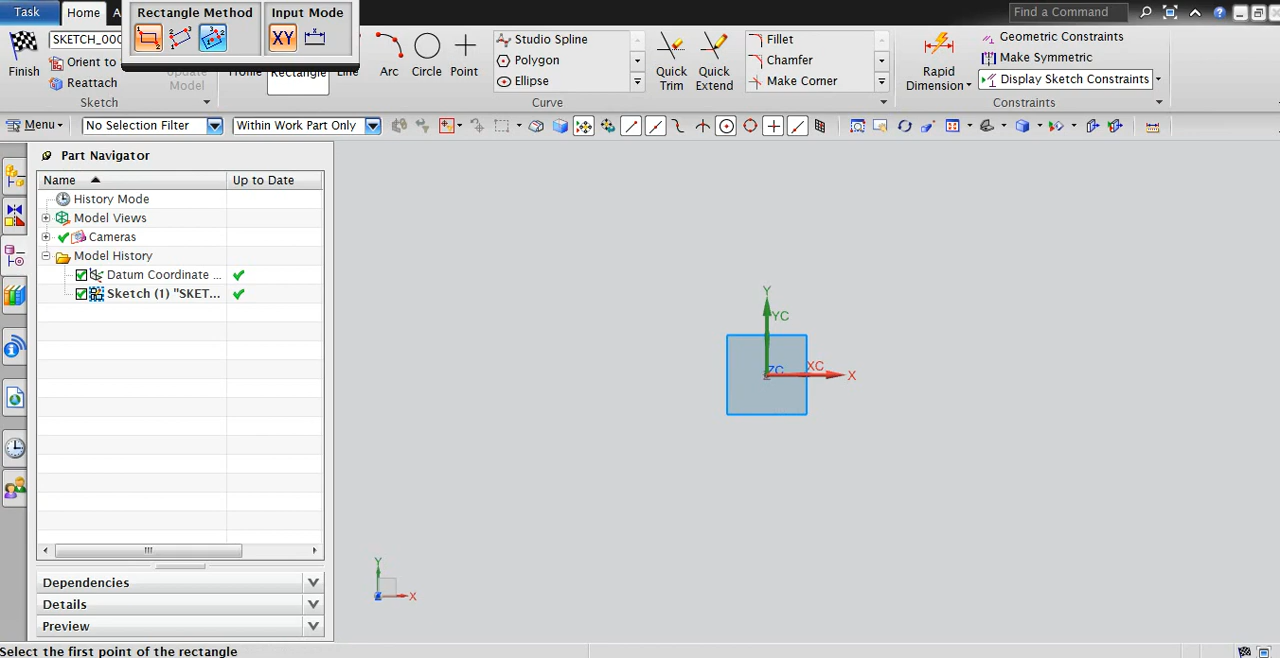 Task
Home
A
Rectangle Method
Input Mode
XY
Find a Command
SKETCH_000
Orient to
Reattach
Finish
Update
Model
Home
Rectangle
Line
Arc
Circle
Point
Studio Spline
Polygon
Ellipse
Quick
Trim
Quick
Extend
Fillet
Chamfer
Make Corner
Rapid
Dimension
Geometric Constraints
Make Symmetric
Display Sketch Constraints
Sketch
Curve
Constraints
Menu
No Selection Filter
Within Work Part Only
Part Navigator
Name
Up to Date
History Mode
Model Views
Cameras
Model History
Datum Coordinate ...
Sketch (1) "SKET...
Dependencies
Details
Preview
Y
YC
ZC
XC
X
Y
Z
X
Select the first point of the rectangle